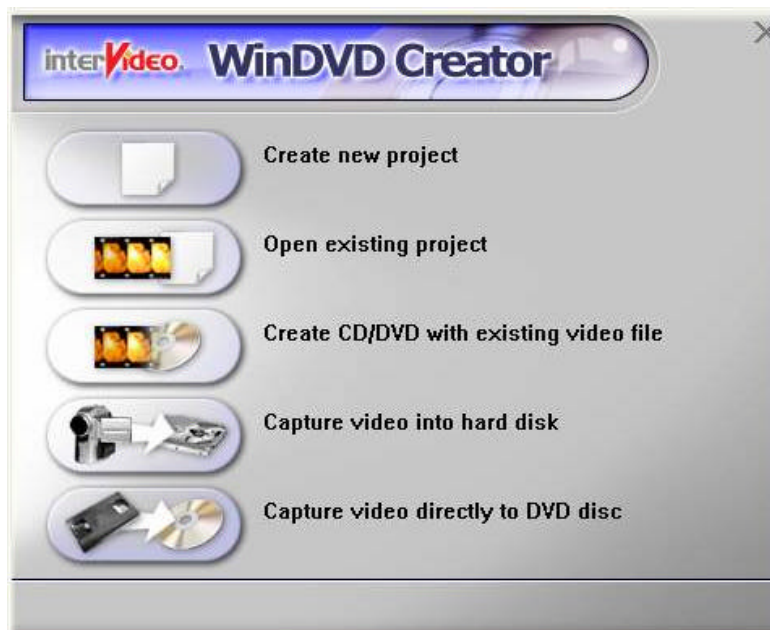 interVideo. WinDVD Creator
Create new project
Open existing project
Create CD/DVD with existing video file
Capture video into hard disk
Capture video directly to DVD disc